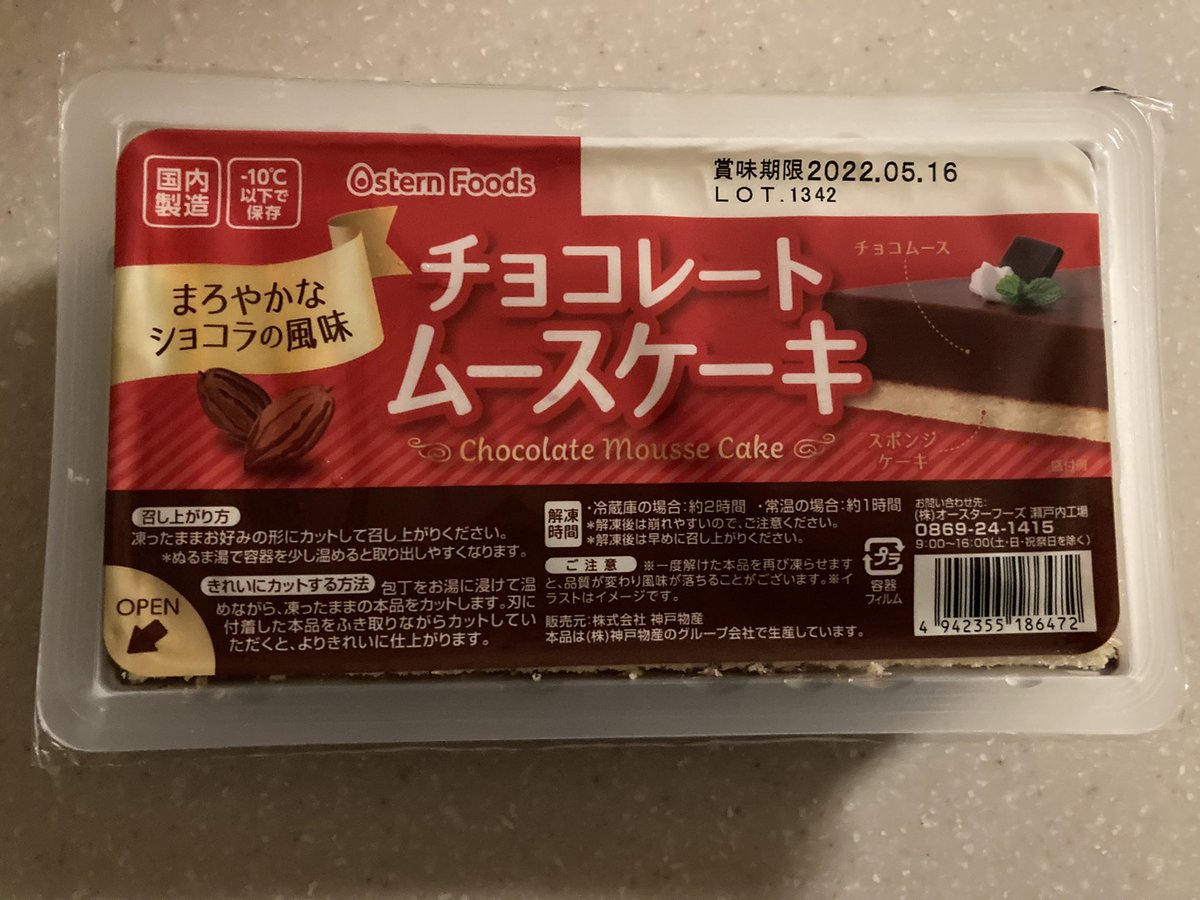 国内
製造
-10℃
以下で
保存
Ostern Foods
賞味期限2022.05.16
LOT.1342
まろやかな
ショコラの風味
チョコレート
ムースケーキ
Chocolate Mousse Cake
チョコムース
スポンジ
ケーキ
盛付例
召し上がり方
凍ったままお好みの形にカットして召し上がりください。
*ぬるま湯で容器を少し温めると取り出しやすくなります。
きれいにカットする方法 包丁をお湯に浸けて温
めながら、凍ったままの本品をカットします。刃に
付着した本品をふき取りながらカットしてい
ただくと、よりきれいに仕上がります。
OPEN
解凍
時間
・冷蔵庫の場合:約2時間 ・常温の場合:約1時間
*解凍後は崩れやすいので、ご注意ください。
*解凍後は早めに召し上がりください。
ご注意 ※一度解けた本品を再び凍らせます
と、品質が変わり風味が落ちることがございます。※イ
ラストはイメージです。
販売元:株式会社 神戸物産
本品は(株)神戸物産のグループ会社で生産しています。
お問い合わせ先:
(株)オースターフーズ 瀬戸内工場
0869-24-1415
9:00~16:00(土・日・祝祭日を除く)
プラ
容器
フィルム
4 942355 186472